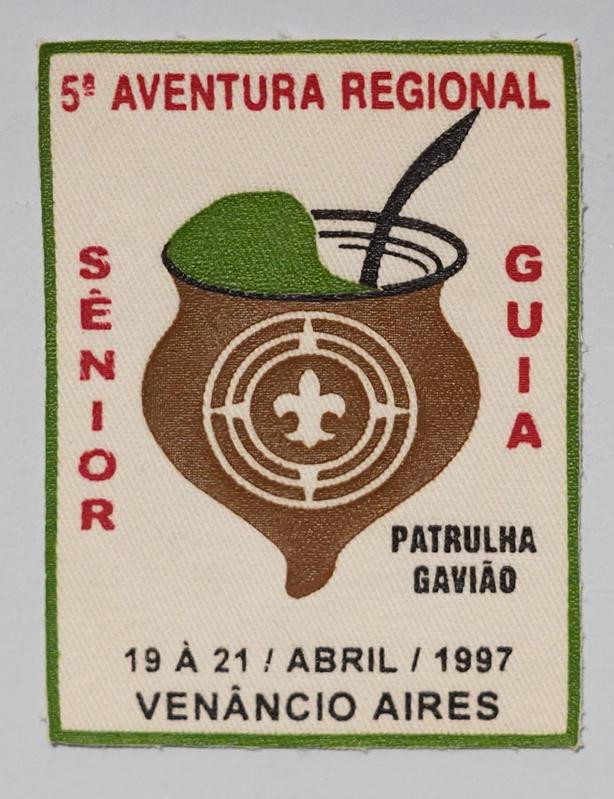 5ª AVENTURA REGIONAL
SÊNIOR
GUIA
PATRULHA
GAVIÃO
19 À 21 / ABRIL / 1997
VENÂNCIO AIRES